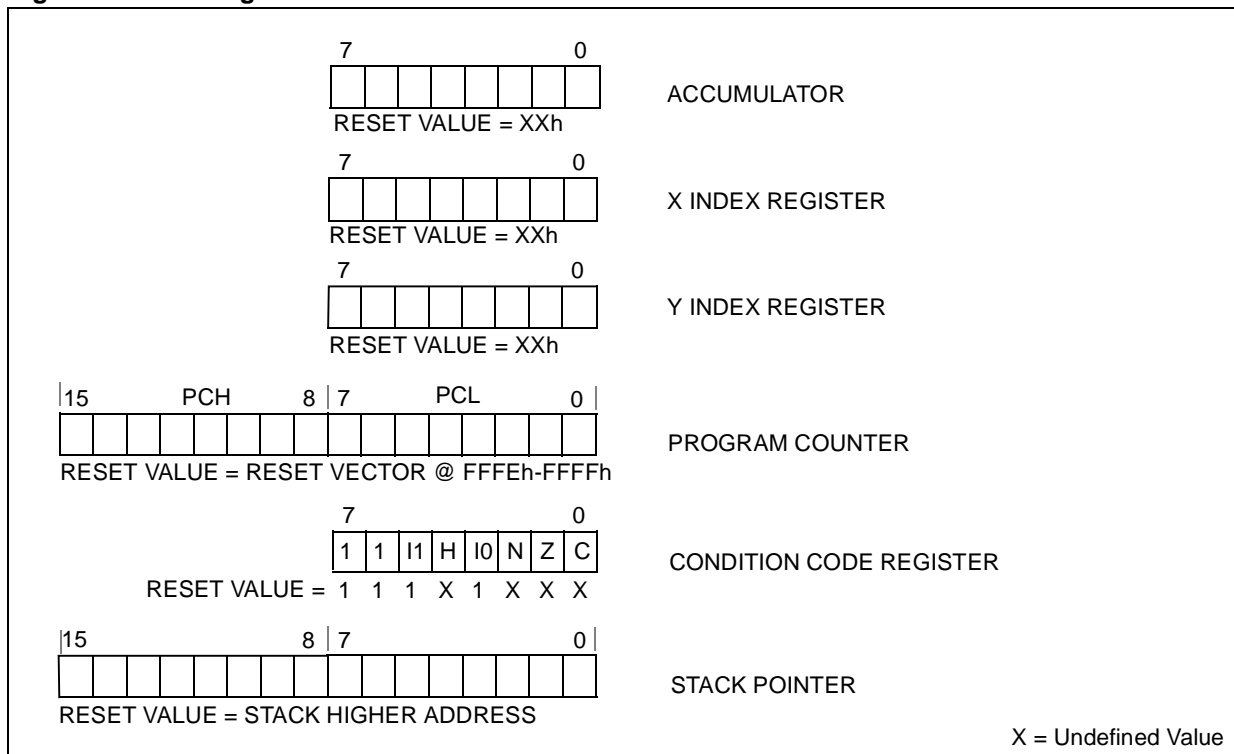 7 0
ACCUMULATOR
RESET VALUE = XXh
7 0
X INDEX REGISTER
RESET VALUE = XXh
7 0
Y INDEX REGISTER
RESET VALUE = XXh
15 PCH 8 7 PCL 0
PROGRAM COUNTER
RESET VALUE = RESET VECTOR @ FFFEh-FFFFh
7 0
1 1 I1 H I0 N Z C
CONDITION CODE REGISTER
RESET VALUE = 1 1 1 X 1 X X X
15 8 7 0
STACK POINTER
RESET VALUE = STACK HIGHER ADDRESS
X = Undefined Value